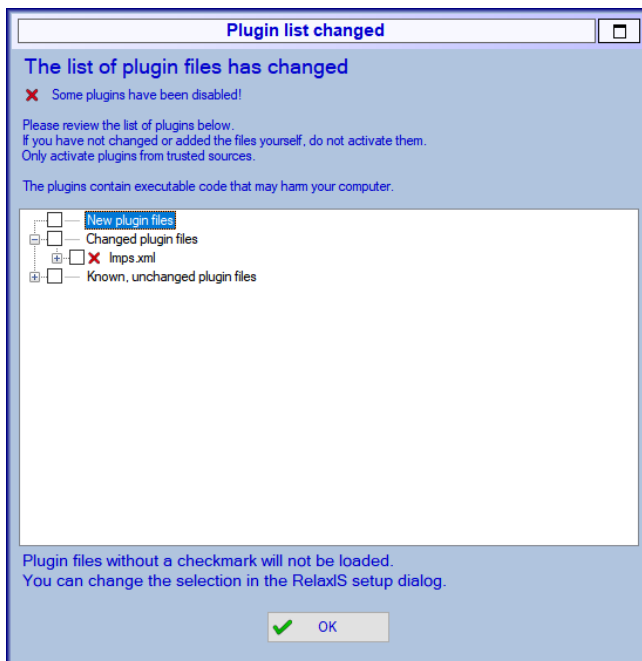 Plugin list changed
The list of plugin files has changed
Some plugins have been disabled!
Please review the list of plugins below.
If you have not changed or added the files yourself, do not activate them.
Only activate plugins from trusted sources.
The plugins contain executable code that may harm your computer.
New plugin files
Changed plugin files
Imps.xml
Known, unchanged plugin files
Plugin files without a checkmark will not be loaded.
You can change the selection in the RelaxIS setup dialog.
OK